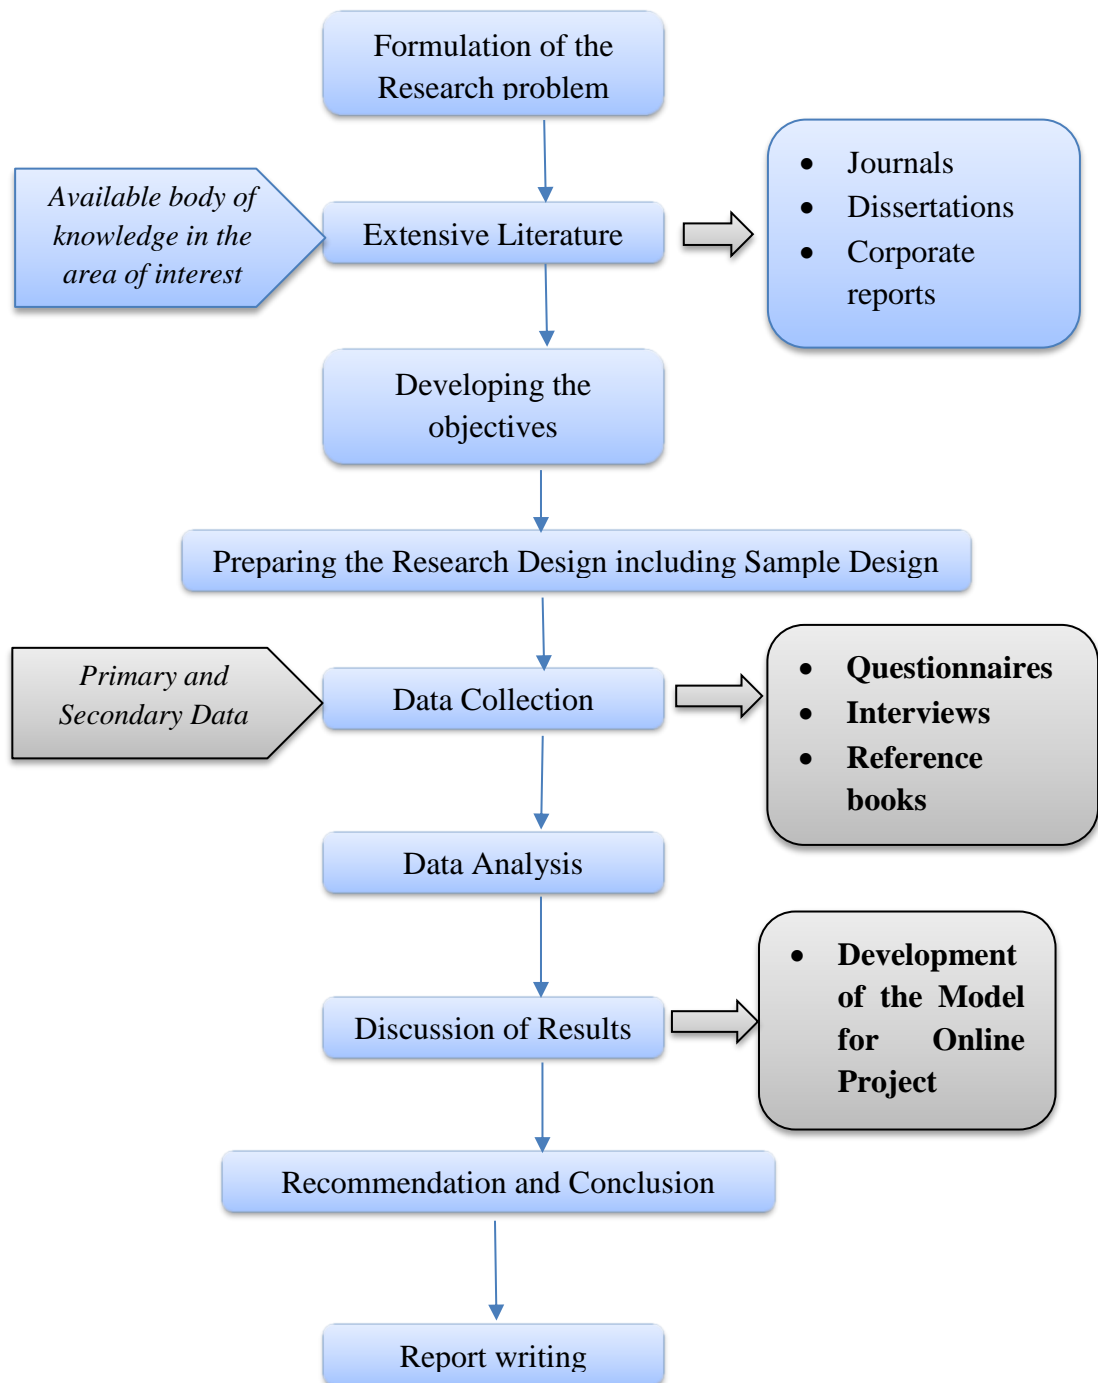 Formulation of the
Research problem
Available body of
knowledge in the
area of interest
Extensive Literature
• Journals
• Dissertations
• Corporate
reports
Developing the
objectives
Preparing the Research Design including Sample Design
Primary and
Secondary Data
Data Collection
• Questionnaires
• Interviews
• Reference
books
Data Analysis
Discussion of Results
• Development
of the Model
for Online
Project
Recommendation and Conclusion
Report writing